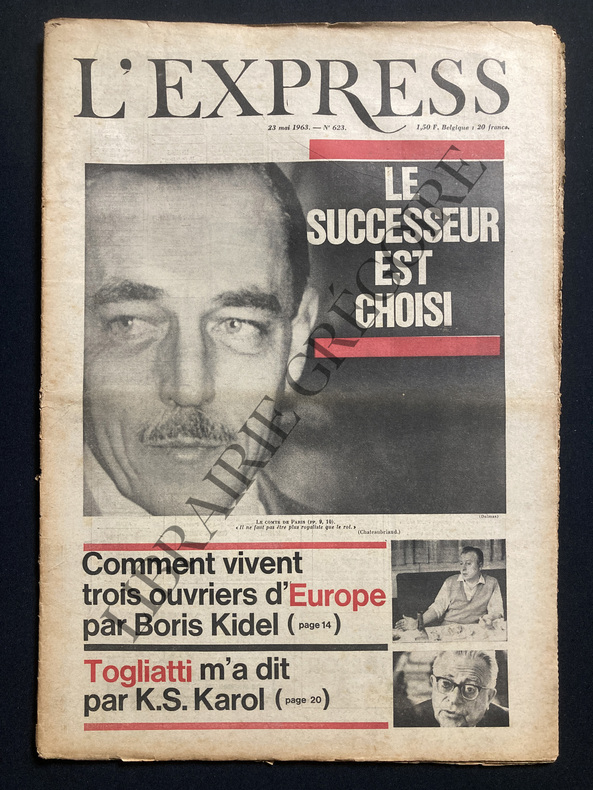 L'EXPRESS
23 mai 1963. — N° 623.
1,50 F, Belgique : 20 francs.
LE
SUCCESSEUR
EST
CHOISI
(Dalmas)
LE COMTE DE PARIS (PP. 9, 10).
« Il ne faut pas être plus royaliste que le roi. »
(Chateaubriand.)
Comment vivent
trois ouvriers d'Europe
par Boris Kidel (page 14)
Togliatti m'a dit
par K.S. Karol (page 20)
LIBRAIRIE GRÉGOIRE